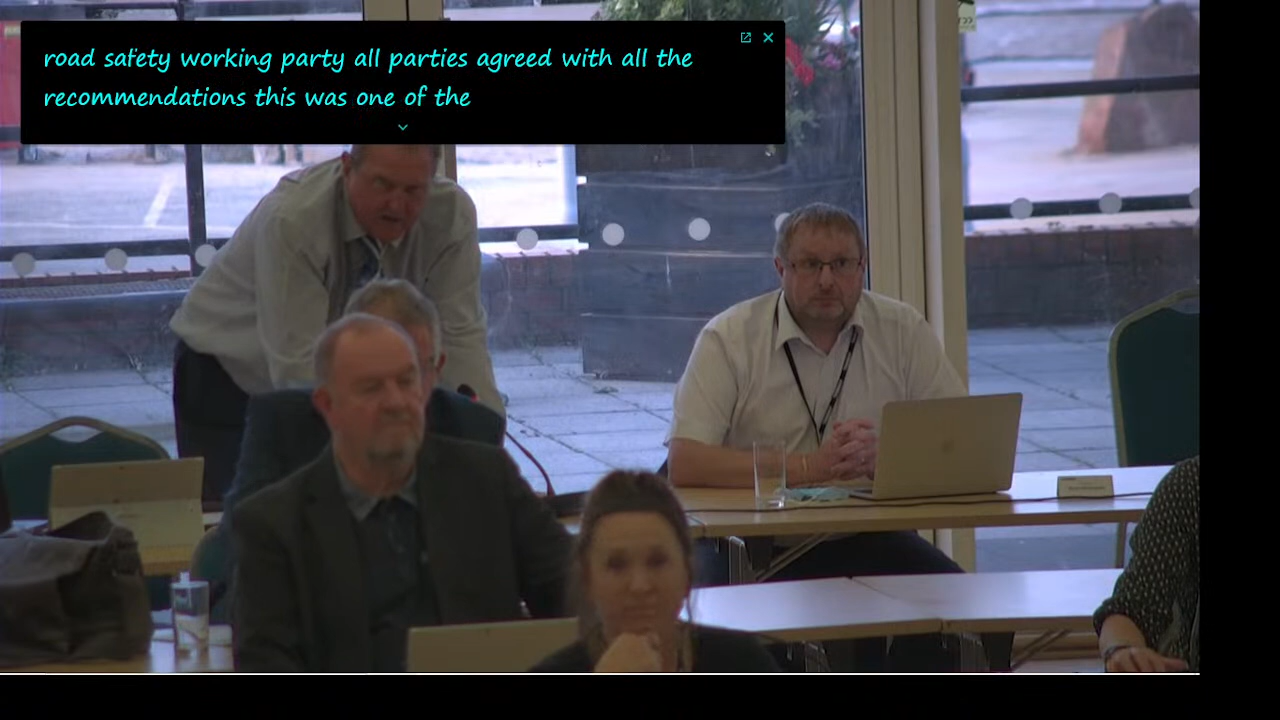 road safety working party all parties agreed with all the
recommendations this was one of the